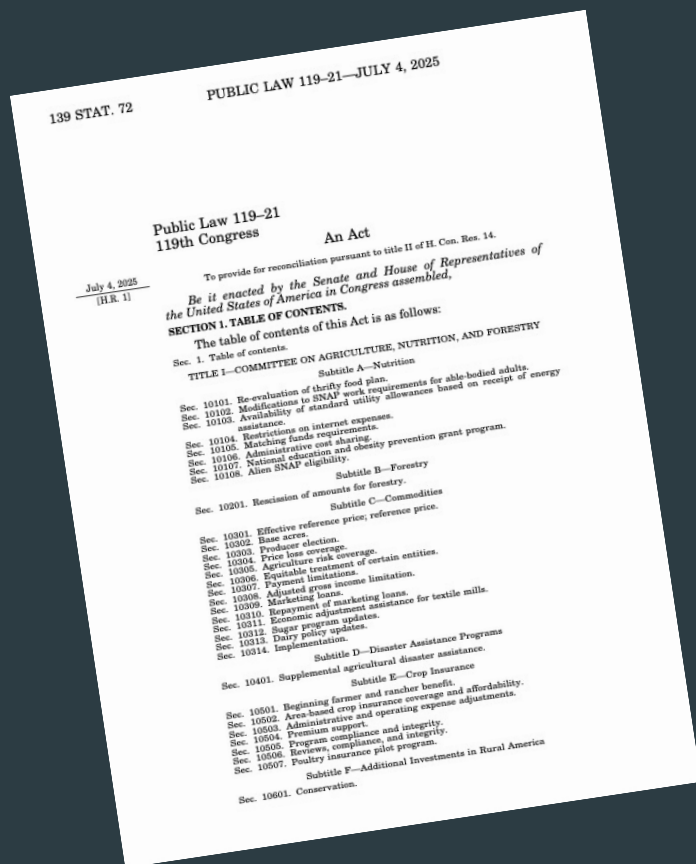 139 STAT. 72
PUBLIC LAW 119–21—JULY 4, 2025
Public Law 119–21
119th Congress
An Act
July 4, 2025
[H.R. 1]
To provide for reconciliation pursuant to title II of H. Con. Res. 14.
Be it enacted by the Senate and House of Representatives of
the United States of America in Congress assembled,
SECTION 1. TABLE OF CONTENTS.
The table of contents of this Act is as follows:
Sec. 1. Table of contents.
TITLE I—COMMITTEE ON AGRICULTURE, NUTRITION, AND FORESTRY
Subtitle A—Nutrition
Sec. 10101. Re-evaluation of thrifty food plan.
Sec. 10102. Modifications to SNAP work requirements for able-bodied adults.
Sec. 10103. Availability of standard utility allowances based on receipt of energy
assistance.
Sec. 10104. Restrictions on internet expenses.
Sec. 10105. Matching funds requirements.
Sec. 10106. Administrative cost sharing.
Sec. 10107. National education and obesity prevention grant program.
Sec. 10108. Alien SNAP eligibility.
Subtitle B—Forestry
Sec. 10201. Rescission of amounts for forestry.
Subtitle C—Commodities
Sec. 10301. Effective reference price; reference price.
Sec. 10302. Base acres.
Sec. 10303. Producer election.
Sec. 10304. Price loss coverage.
Sec. 10305. Agriculture risk coverage.
Sec. 10306. Equitable treatment of certain entities.
Sec. 10307. Payment limitations.
Sec. 10308. Adjusted gross income limitation.
Sec. 10309. Marketing loans.
Sec. 10310. Repayment of marketing loans.
Sec. 10311. Economic adjustment assistance for textile mills.
Sec. 10312. Sugar program updates.
Sec. 10313. Dairy policy updates.
Sec. 10314. Implementation.
Subtitle D—Disaster Assistance Programs
Sec. 10401. Supplemental agricultural disaster assistance.
Subtitle E—Crop Insurance
Sec. 10501. Beginning farmer and rancher benefit.
Sec. 10502. Area-based crop insurance coverage and affordability.
Sec. 10503. Administrative and operating expense adjustments.
Sec. 10504. Premium support.
Sec. 10505. Program compliance and integrity.
Sec. 10506. Reviews, compliance, and integrity.
Sec. 10507. Poultry insurance pilot program.
Subtitle F—Additional Investments in Rural America
Sec. 10601. Conservation.